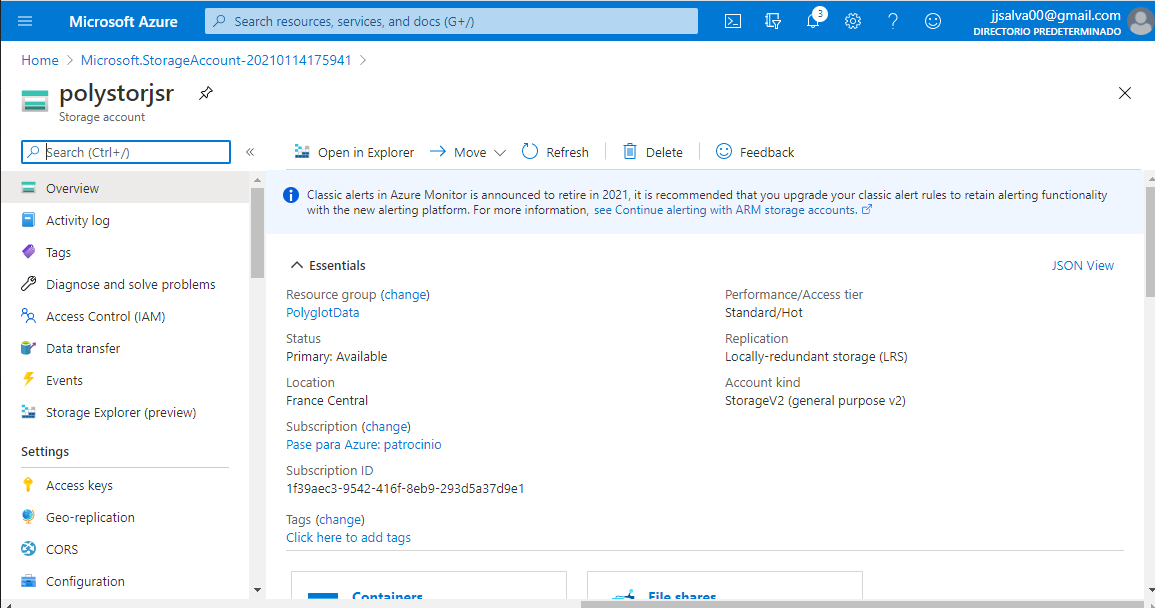 Microsoft Azure
Search resources, services, and docs (G+/)
3
jjsalva00@gmail.com
DIRECTORIO PREDETERMINADO
Home > Microsoft.StorageAccount-20210114175941 >
polystorjsr
Storage account
Search (Ctrl+/)
«
Open in Explorer
Move
Refresh
Delete
Feedback
Overview
Activity log
Tags
Diagnose and solve problems
Access Control (IAM)
Data transfer
Events
Storage Explorer (preview)
Settings
Access keys
Geo-replication
CORS
Configuration
Classic alerts in Azure Monitor is announced to retire in 2021, it is recommended that you upgrade your classic alert rules to retain alerting functionality
with the new alerting platform. For more information, see Continue alerting with ARM storage accounts.
Essentials
JSON View
Resource group (change)
PolyglotData
Status
Primary: Available
Location
France Central
Subscription (change)
Pase para Azure: patrocinio
Subscription ID
1f39aec3-9542-416f-8eb9-293d5a37d9e1
Tags (change)
Click here to add tags
Performance/Access tier
Standard/Hot
Replication
Locally-redundant storage (LRS)
Account kind
StorageV2 (general purpose v2)
Containers
File shares